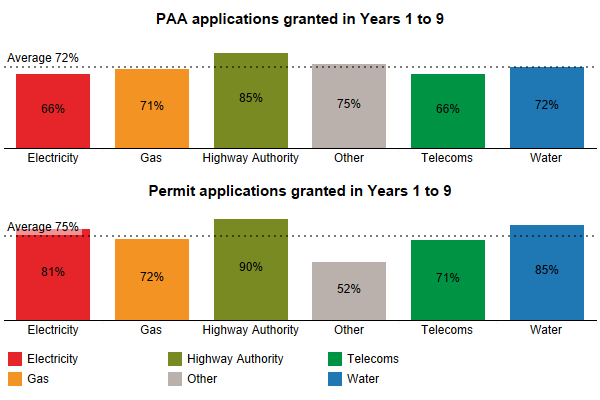 PAA applications granted in Years 1 to 9
Average 72%
66% 71% 85% 75% 66% 72%
Electricity Gas Highway Authority Other Telecoms Water
Permit applications granted in Years 1 to 9
Average 75%
81% 72% 90% 52% 71% 85%
Electricity Gas Highway Authority Other Telecoms Water
Electricity Highway Authority Telecoms
Gas Other Water